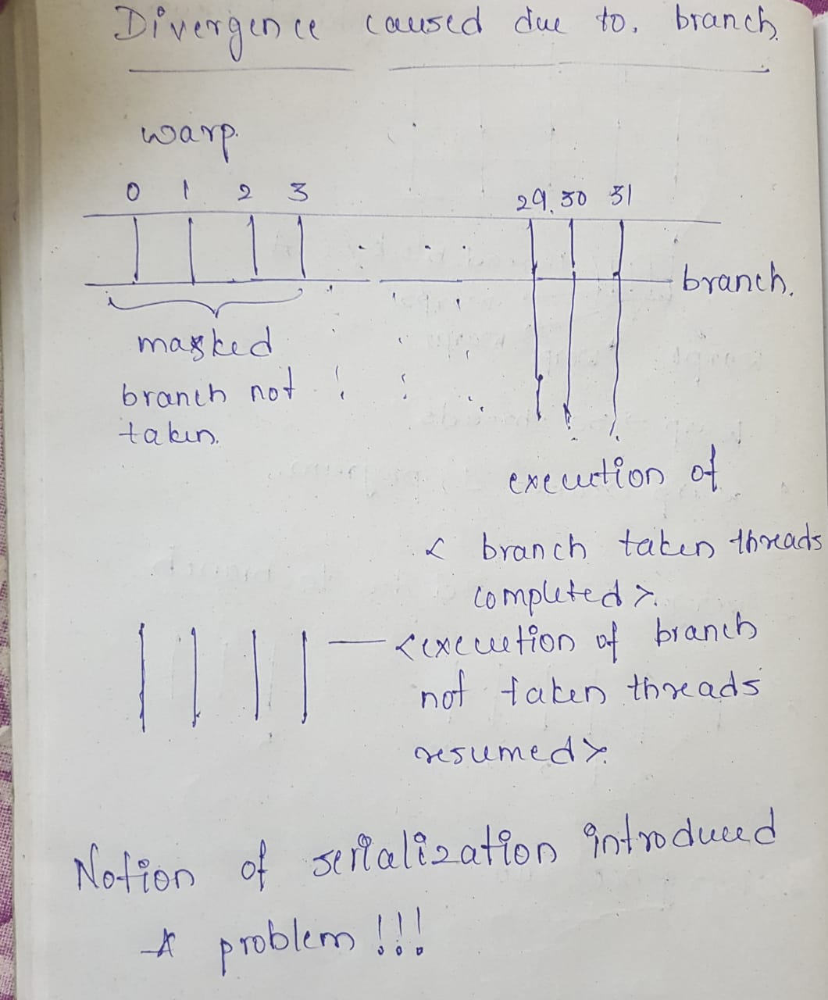 Divergence caused due to. branch.
warp.
0 1 2 3 . . . 29. 30 31
branch.
masked
branch not
taken.
execution of
< branch taken threads
completed >.
<execution of branch
not taken threads
resumed>.
Notion of serialization introduced
A problem !!!